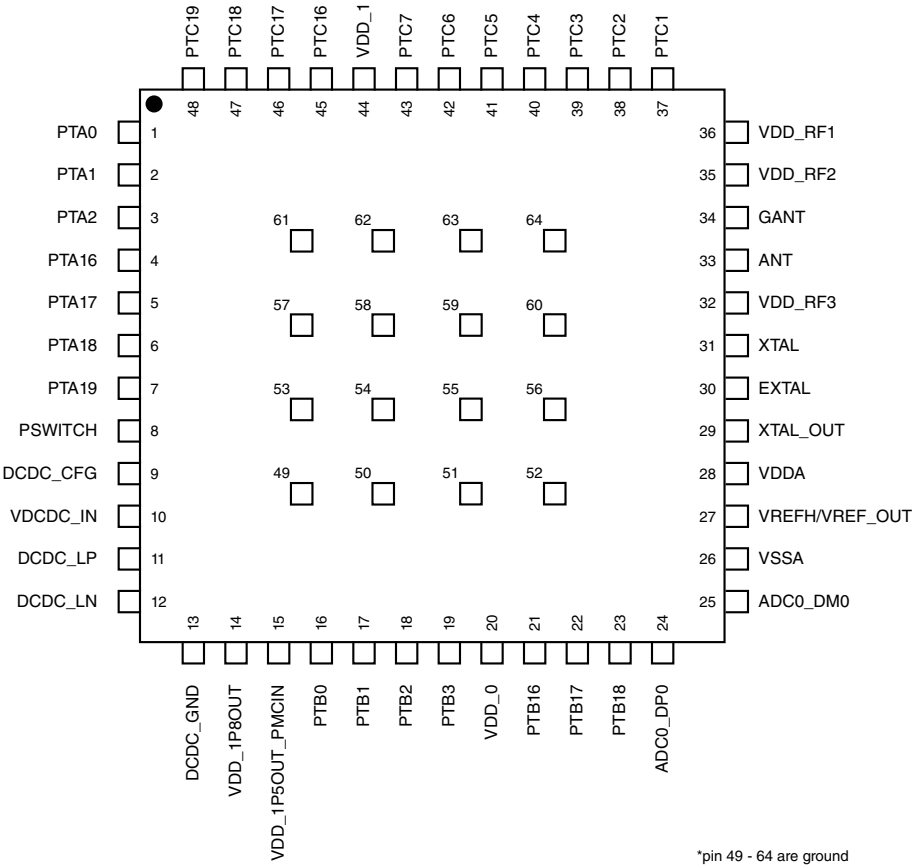 PTC19
PTC18
PTC17
PTC16
VDD_1
PTC7
PTC6
PTC5
PTC4
PTC3
PTC2
PTC1
48
47
46
45
44
43
42
41
40
39
38
37
PTA0 1
PTA1 2
PTA2 3
PTA16 4
PTA17 5
PTA18 6
PTA19 7
PSWITCH 8
DCDC_CFG 9
VDCDC_IN 10
DCDC_LP 11
DCDC_LN 12
61 62 63 64
57 58 59 60
53 54 55 56
49 50 51 52
36 VDD_RF1
35 VDD_RF2
34 GANT
33 ANT
32 VDD_RF3
31 XTAL
30 EXTAL
29 XTAL_OUT
28 VDDA
27 VREFH/VREF_OUT
26 VSSA
25 ADC0_DM0
13
14
15
16
17
18
19
20
21
22
23
24
DCDC_GND
VDD_1P8OUT
VDD_1P5OUT_PMCIN
PTB0
PTB1
PTB2
PTB3
VDD_0
PTB16
PTB17
PTB18
ADC0_DP0
*pin 49 - 64 are ground